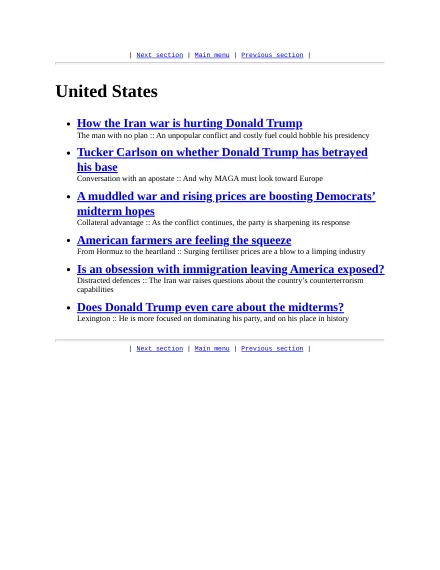 | Next section | Main menu | Previous section |
United States
• How the Iran war is hurting Donald Trump
The man with no plan :: An unpopular conflict and costly fuel could hobble his presidency
• Tucker Carlson on whether Donald Trump has betrayed
his base
Conversation with an apostate :: And why MAGA must look toward Europe
• A muddled war and rising prices are boosting Democrats’
midterm hopes
Collateral advantage :: As the conflict continues, the party is sharpening its response
• American farmers are feeling the squeeze
From Hormuz to the heartland :: Surging fertiliser prices are a blow to a limping industry
• Is an obsession with immigration leaving America exposed?
Distracted defences :: The Iran war raises questions about the country’s counterterrorism
capabilities
• Does Donald Trump even care about the midterms?
Lexington :: He is more focused on dominating his party, and on his place in history
| Next section | Main menu | Previous section |